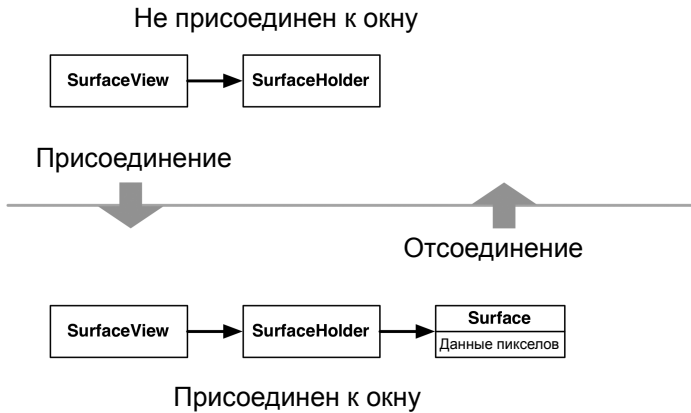 Не присоединен к окну
SurfaceView SurfaceHolder
Присоединение
Отсоединение
SurfaceView SurfaceHolder Surface
Данные пикселов
Присоединен к окну